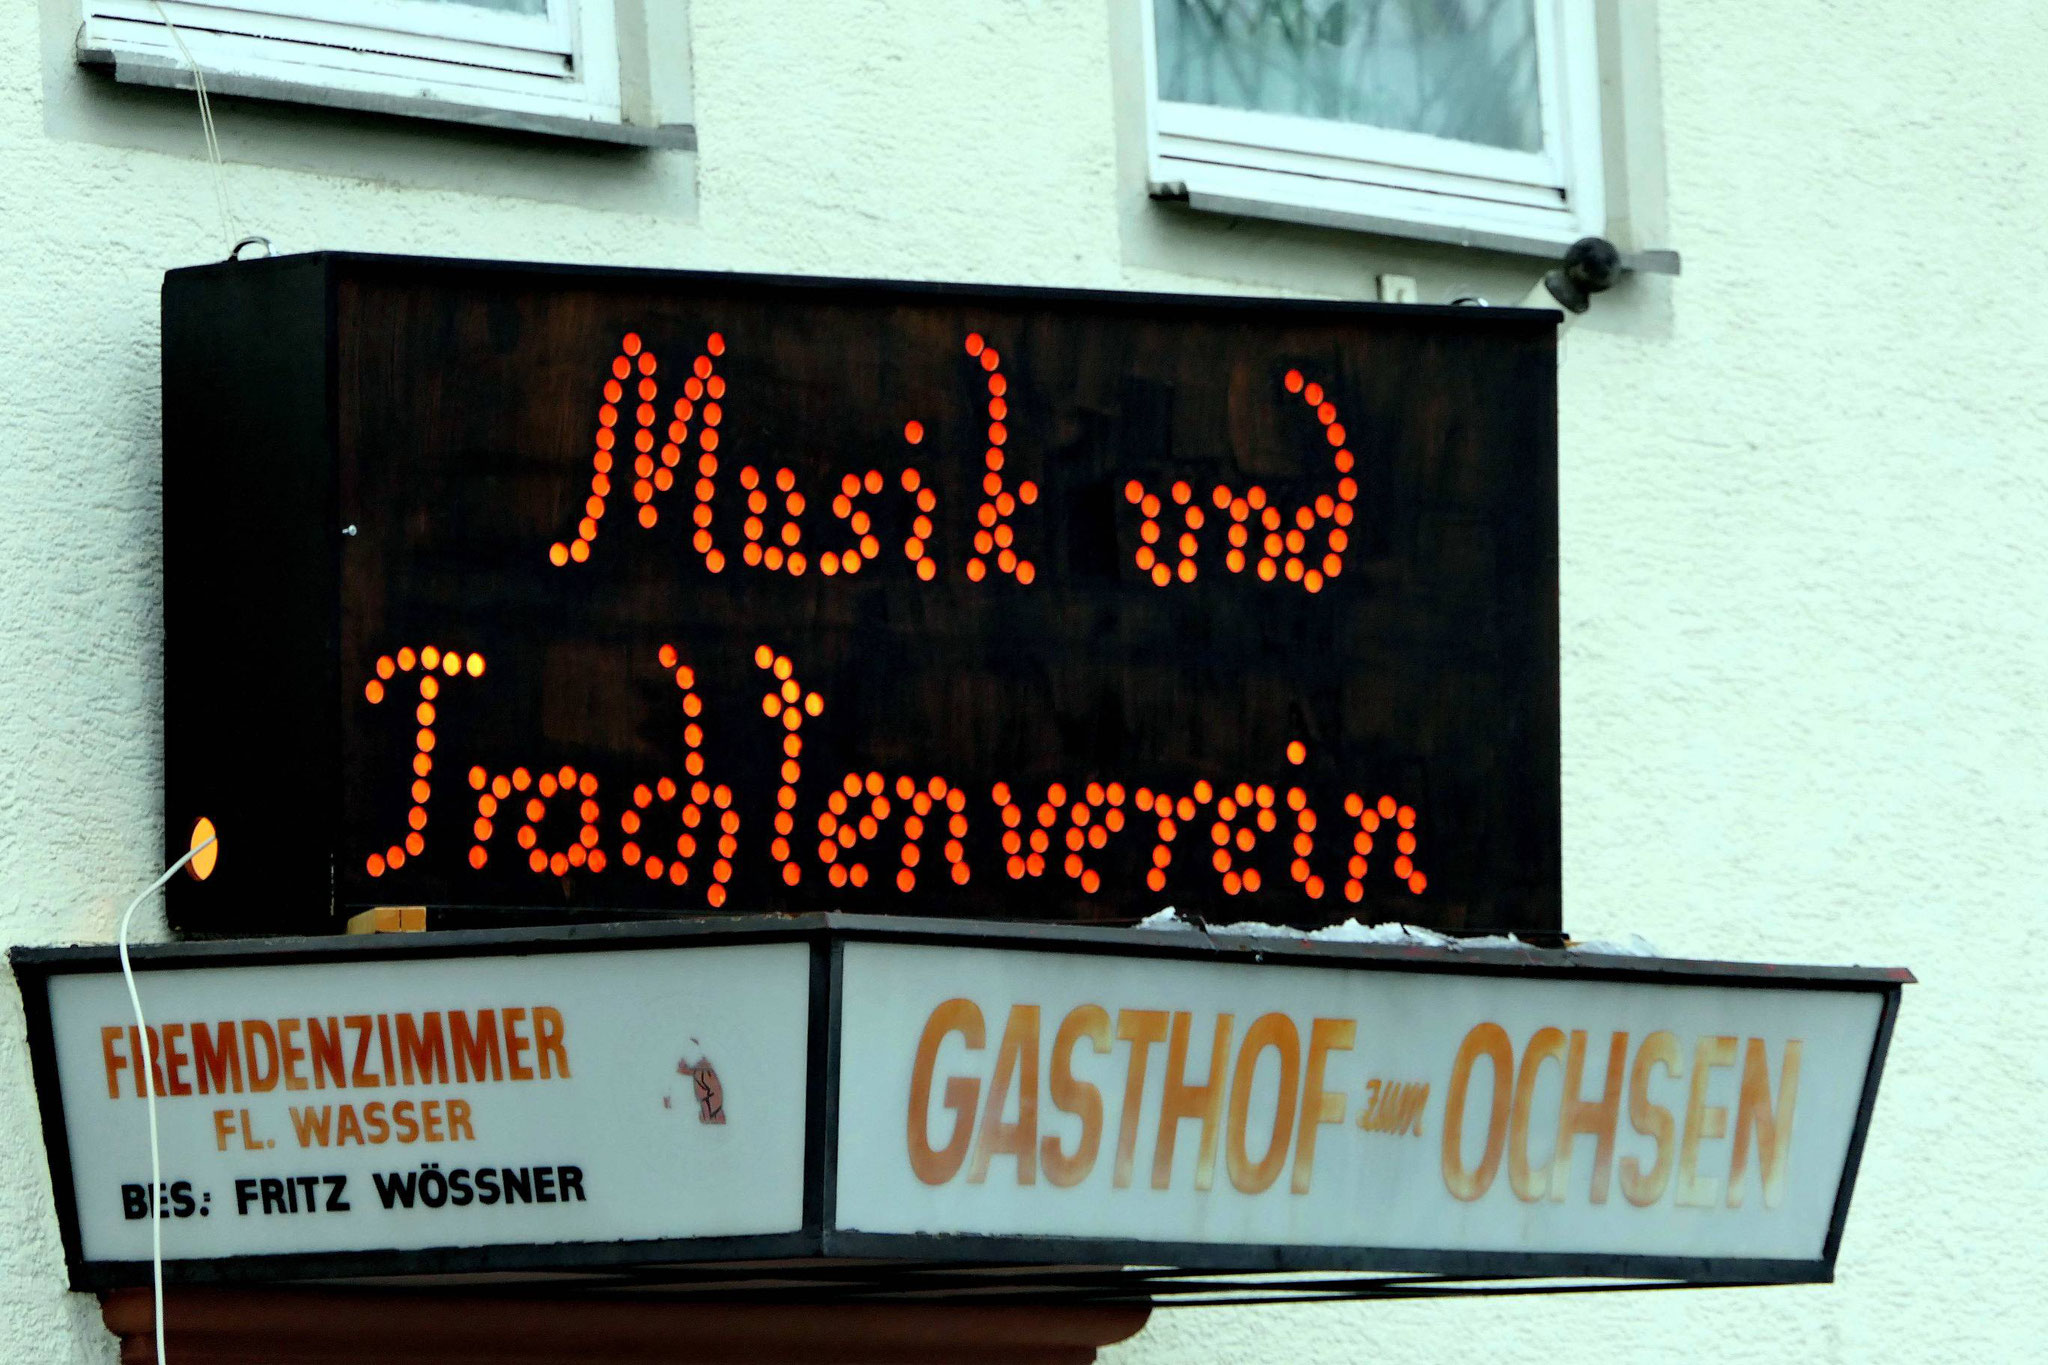 Musik und
Trachtenverein
FREMDENZIMMER
FL. WASSER
BES.: FRITZ WÖSSNER
GASTHOF zum OCHSEN